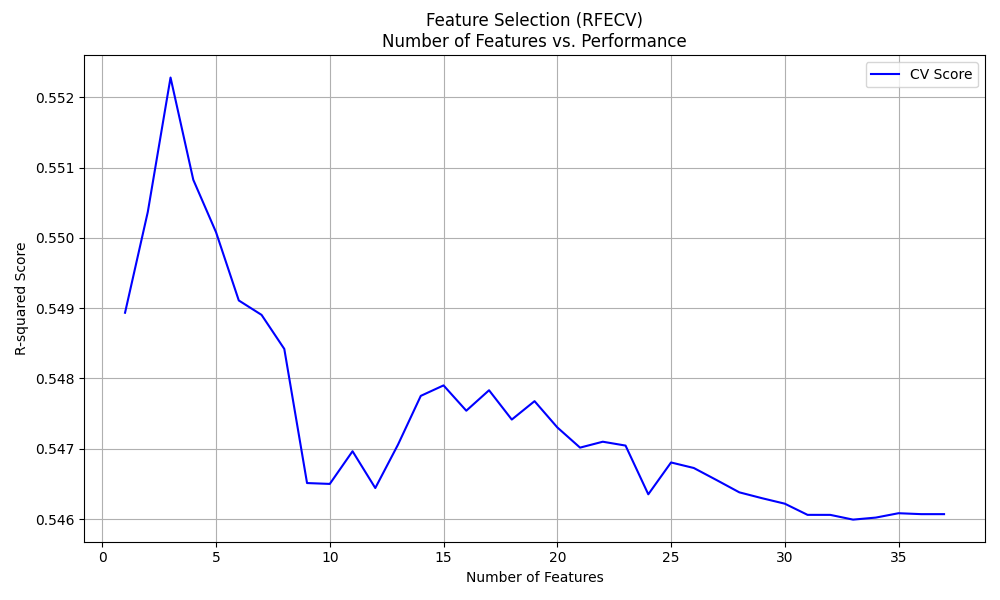 Feature Selection (RFECV)
Number of Features vs. Performance
CV Score
R-squared Score
0.552
0.551
0.550
0.549
0.548
0.547
0.546
0 5 10 15 20 25 30 35
Number of Features